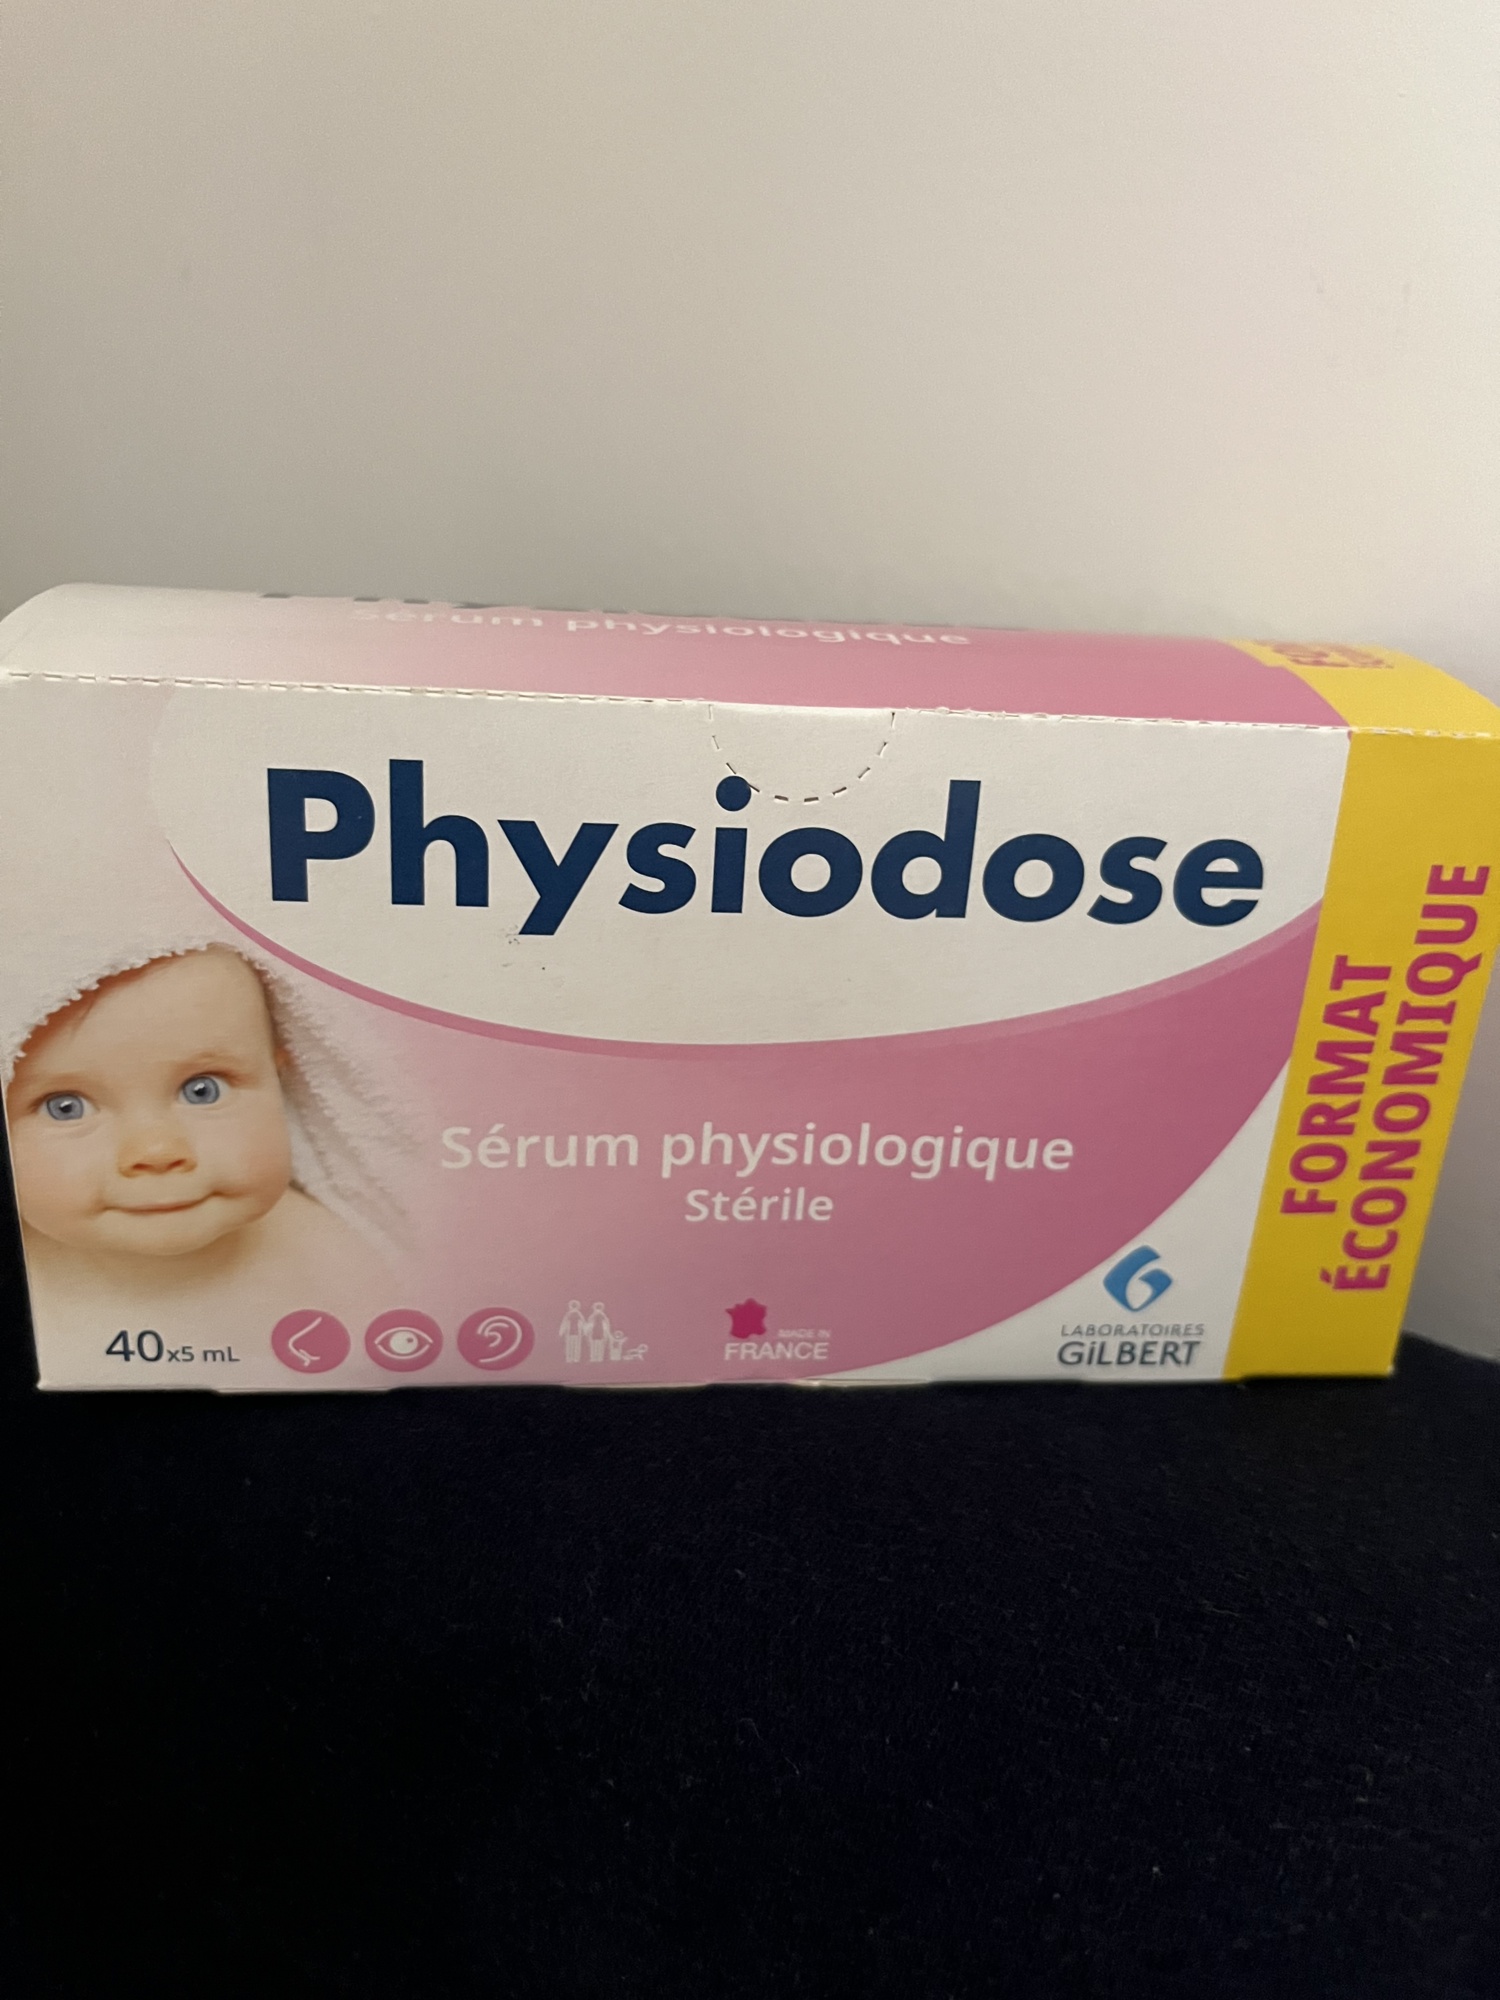 Sérum physiologique
Physiodose
Sérum physiologique
Stérile
40x5 mL
MADE IN
FRANCE
LABORATOIRES
GiLBERT
FORMAT
ÉCONOMIQUE